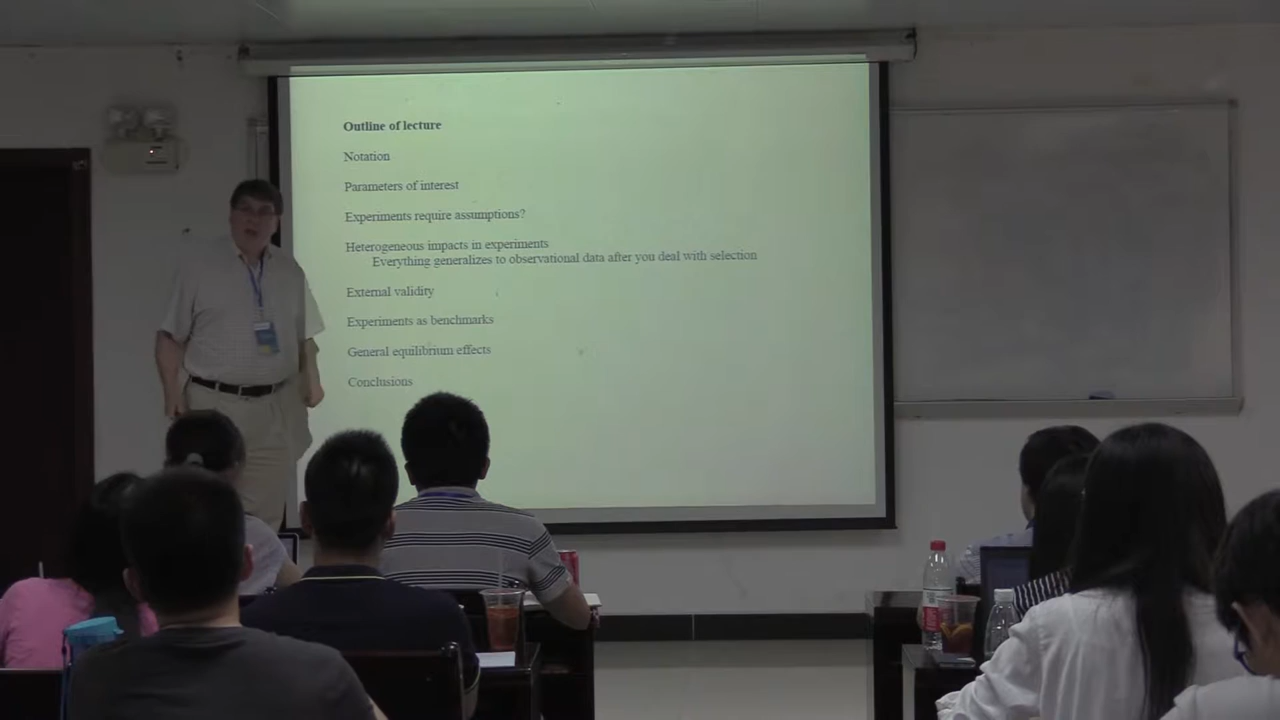 Outline of lecture
Notation
Parameters of interest
Experiments require assumptions?
Heterogeneous impacts in experiments
Everything generalizes to observational data after you deal with selection
External validity
Experiments as benchmarks
General equilibrium effects
Conclusions